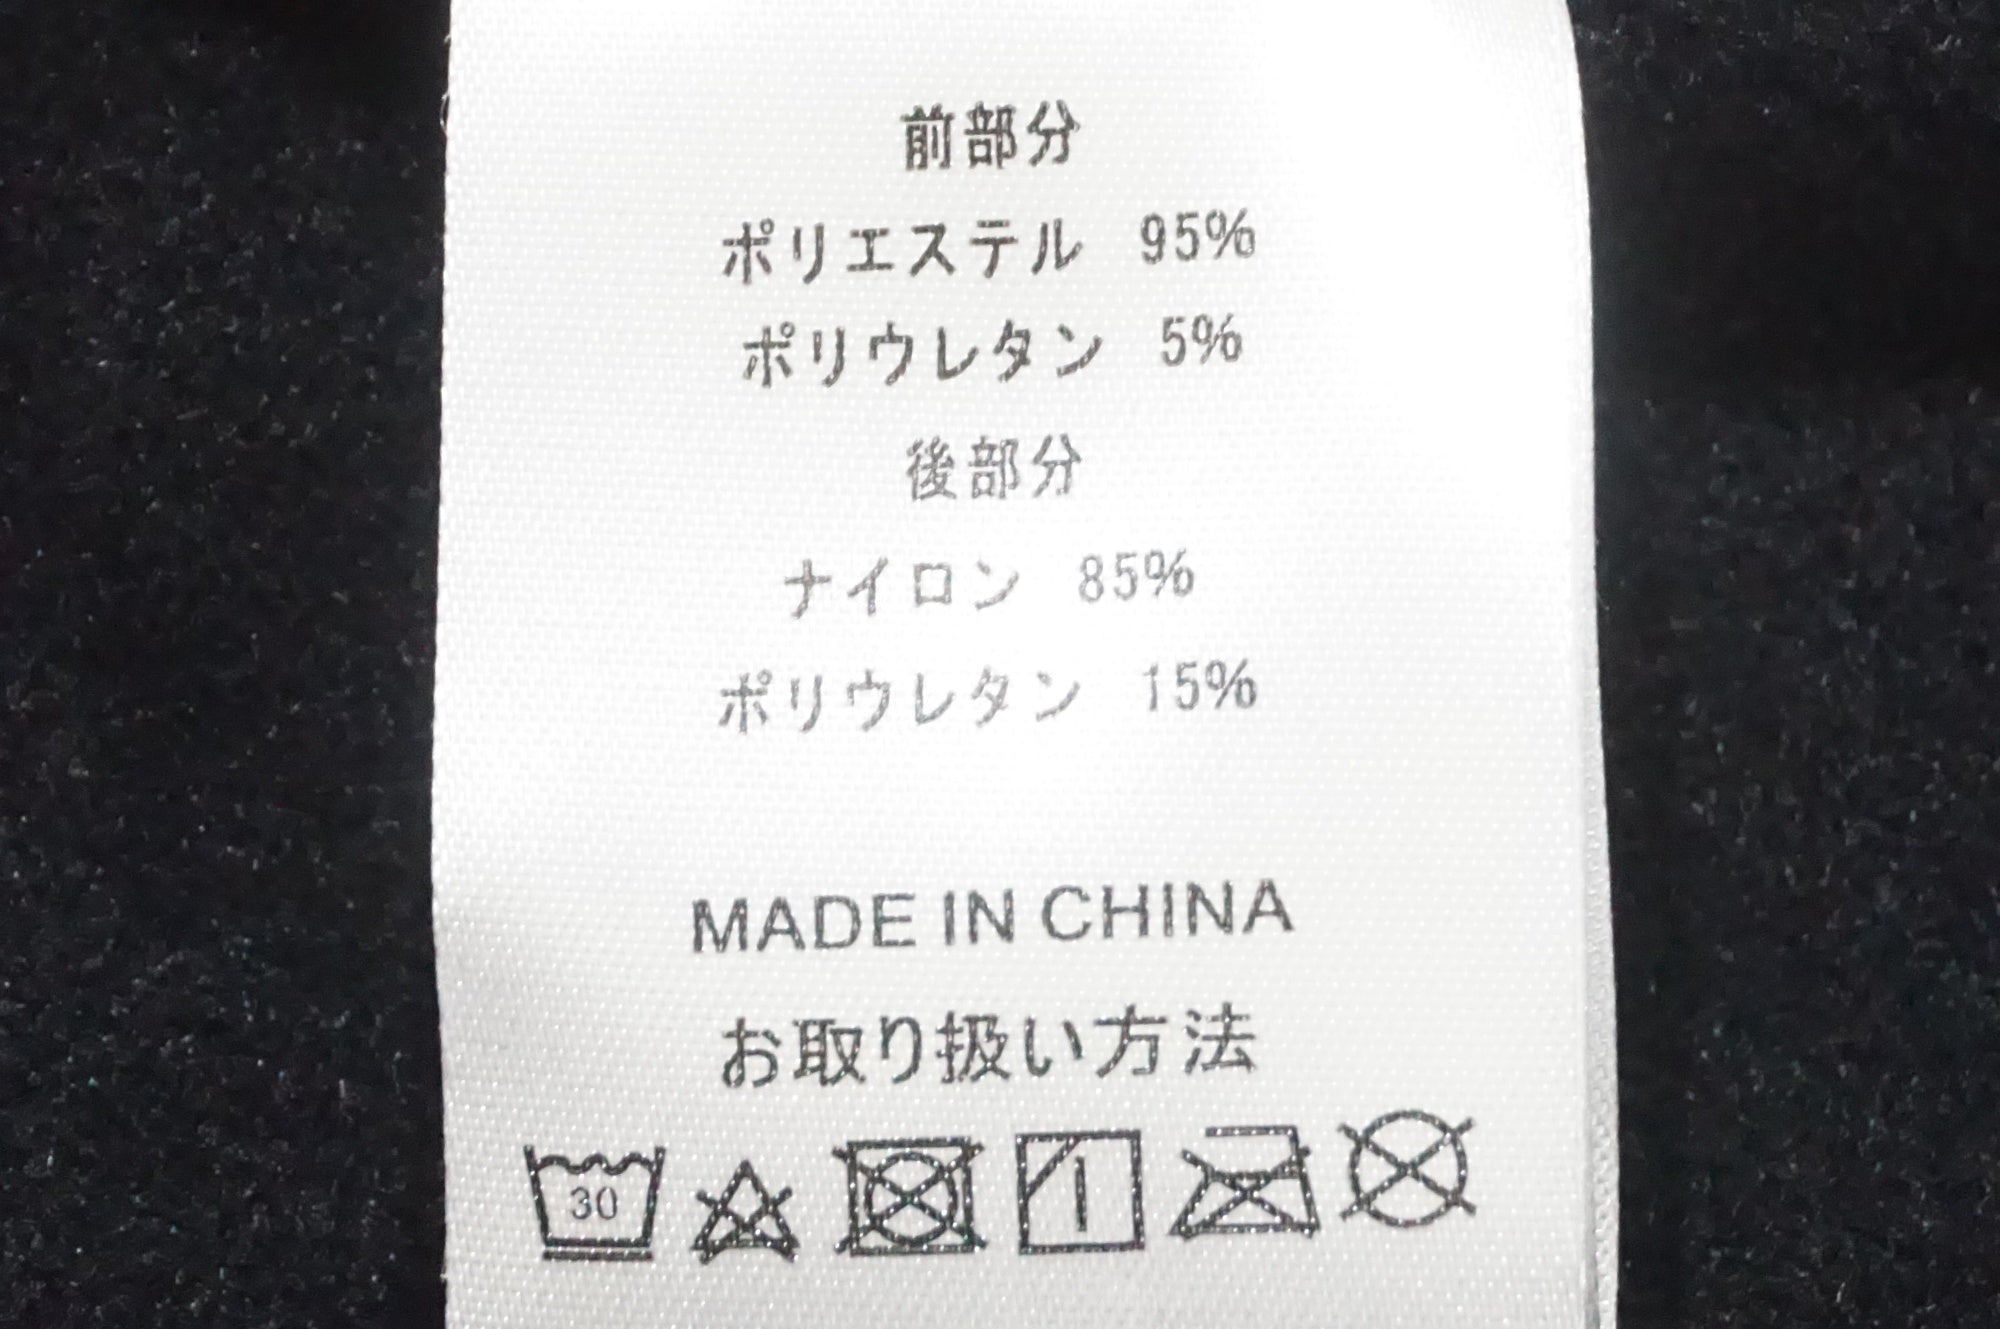 前部分
ポリエステル 95%
ポリウレタン 5%
後部分
ナイロン 85%
ポリウレタン 15%
MADE IN CHINA
お取り扱い方法
30